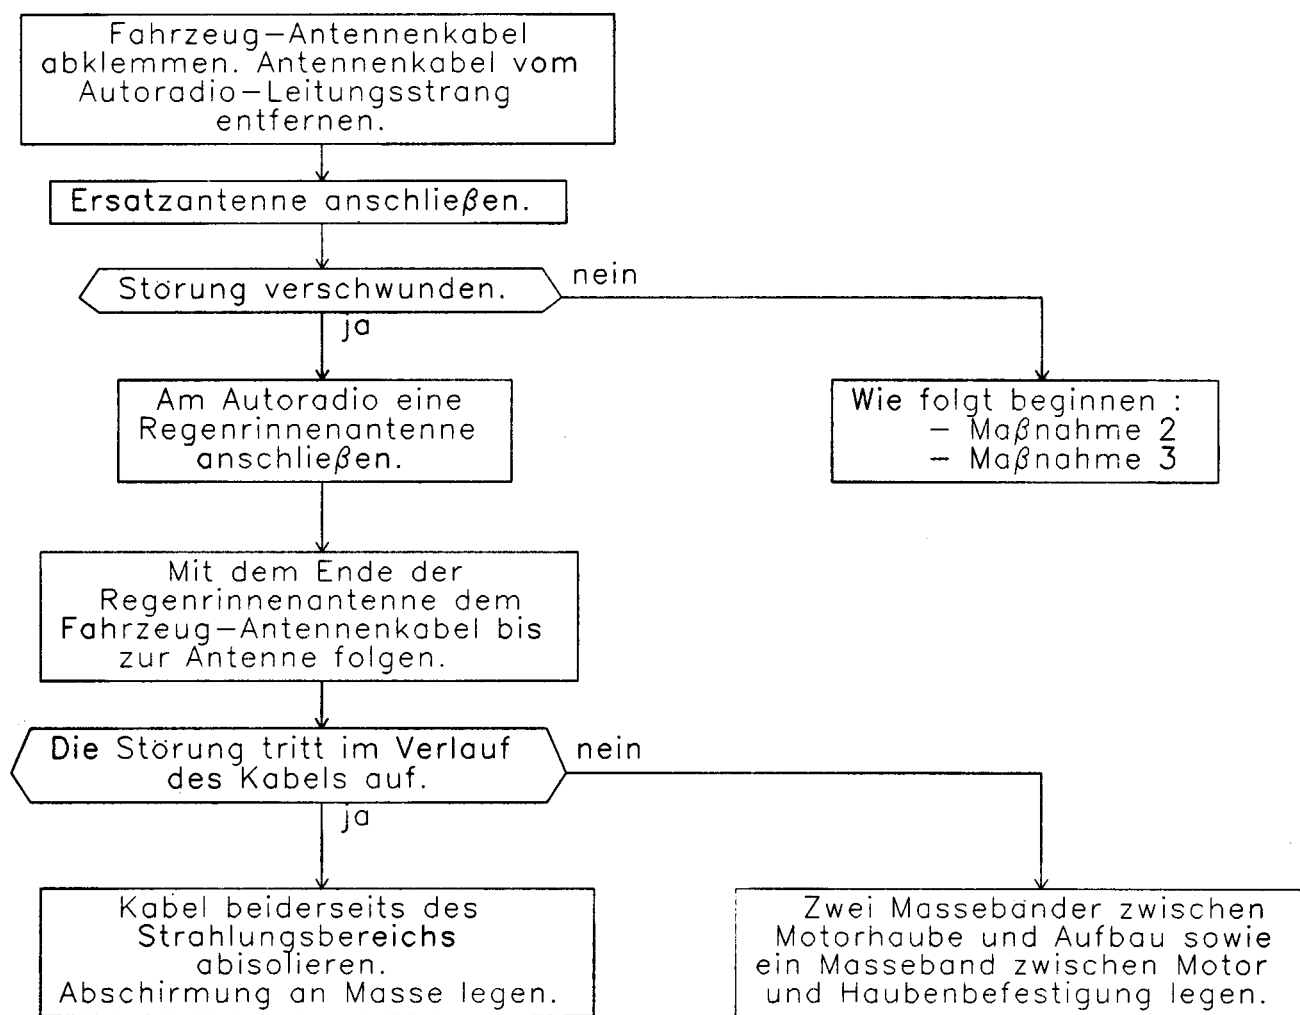 Fahrzeug-Antennenkabel
abklemmen. Antennenkabel vom
Autoradio-Leitungsstrang
entfernen.
Ersatzantenne anschließen.
Störung verschwunden.
nein
ja
Am Autoradio eine
Regenrinnenantenne
anschließen.
Wie folgt beginnen :
- Maßnahme 2
- Maßnahme 3
Mit dem Ende der
Regenrinnenantenne dem
Fahrzeug-Antennenkabel bis
zur Antenne folgen.
Die Störung tritt im Verlauf
des Kabels auf.
nein
ja
Kabel beiderseits des
Strahlungsbereichs
abisolieren.
Abschirmung an Masse legen.
Zwei Massebänder zwischen
Motorhaube und Aufbau sowie
ein Masseband zwischen Motor
und Haubenbefestigung legen.